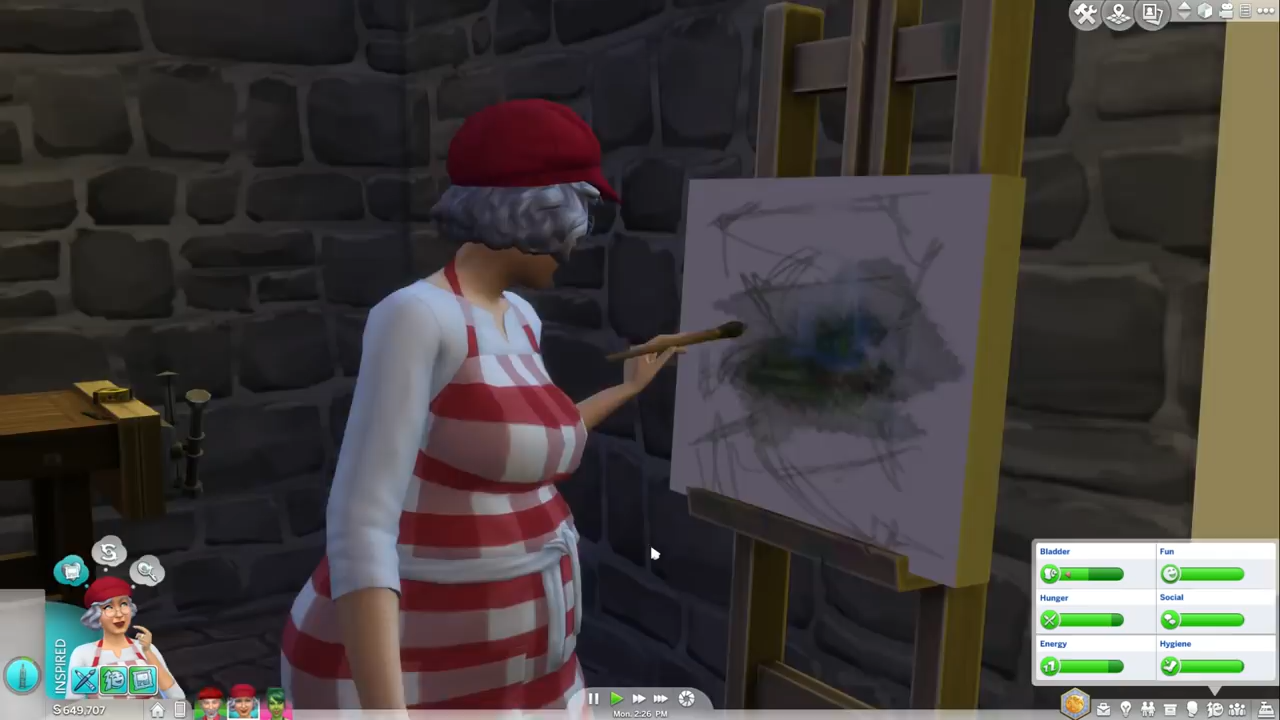 Bladder
Fun
Hunger
Social
Energy
Hygiene
INSPIRED
§649,707
Mon. 2:26 PM